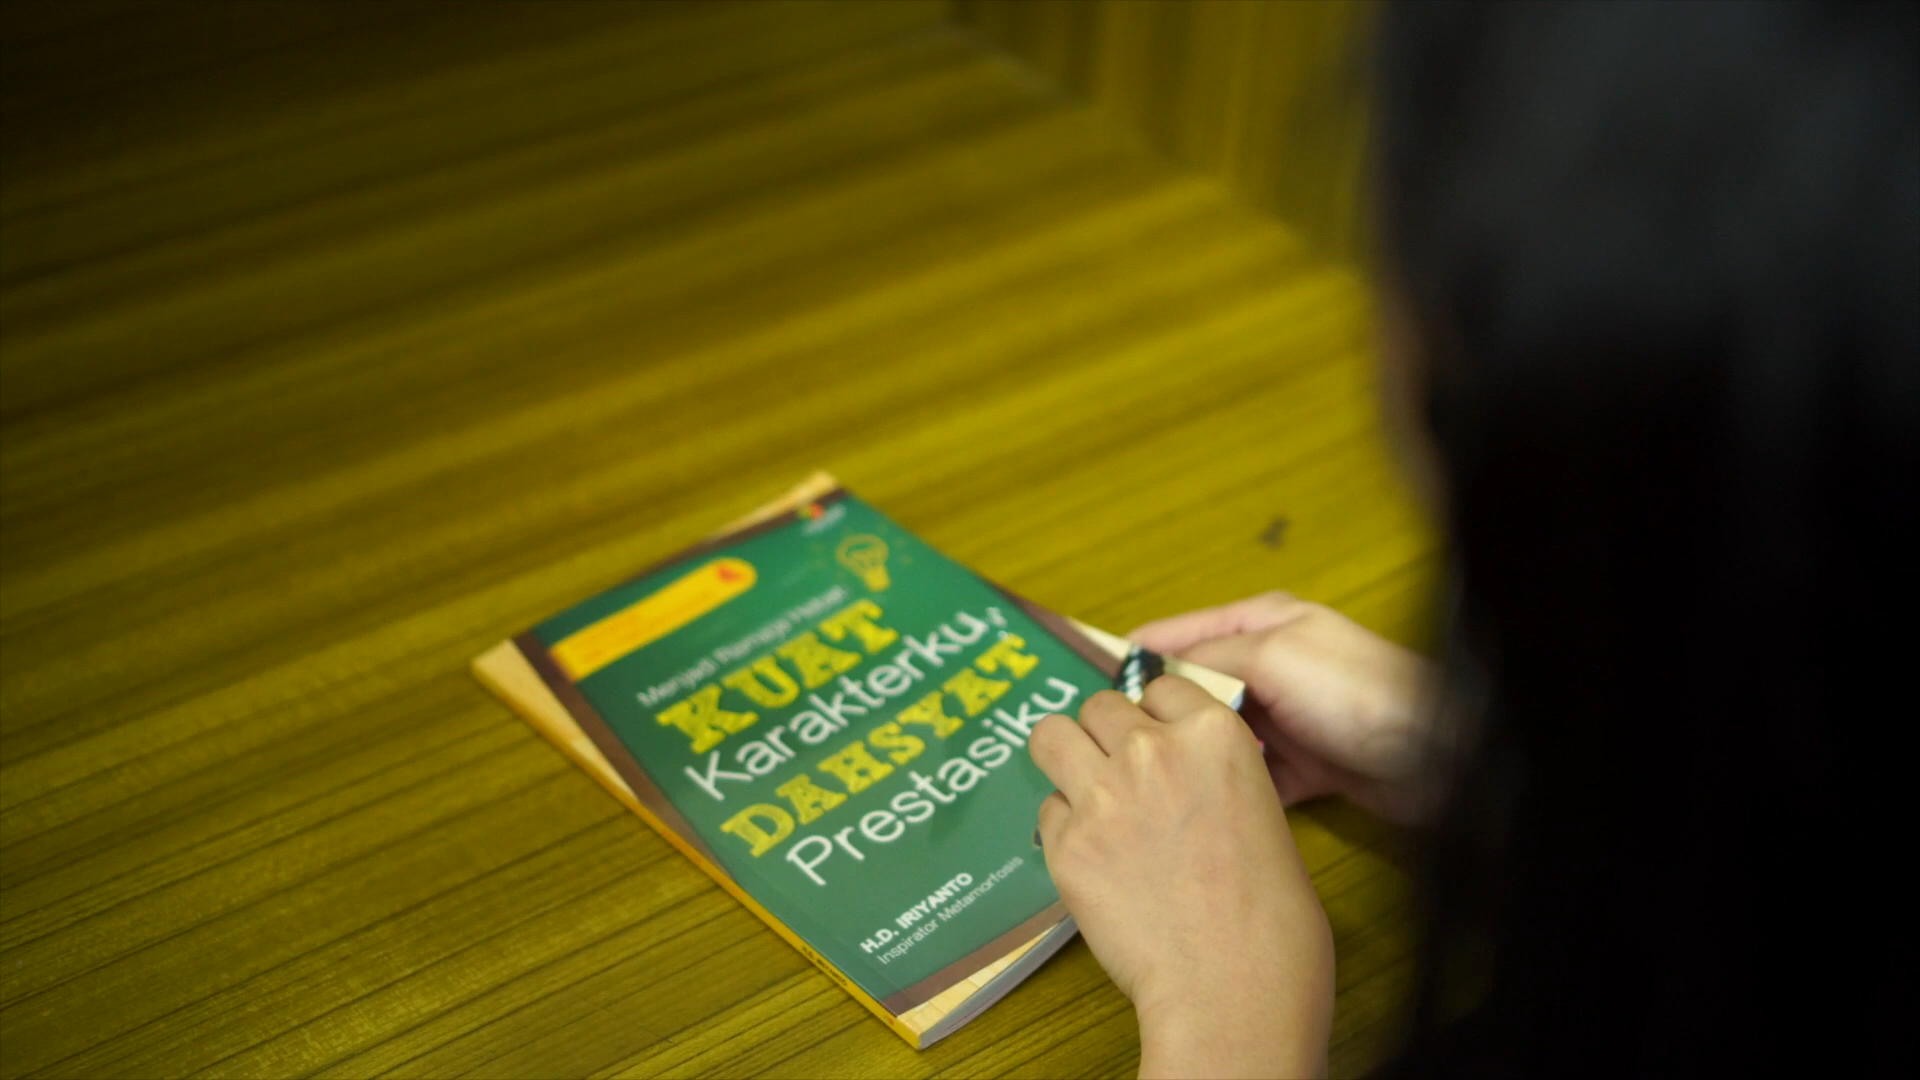 Menjadi Remaja Hebat
KUAT
Karakterku,
DAHSYAT
Prestasiku
H.D. IRIYANTO
Inspirator Metamorfosis